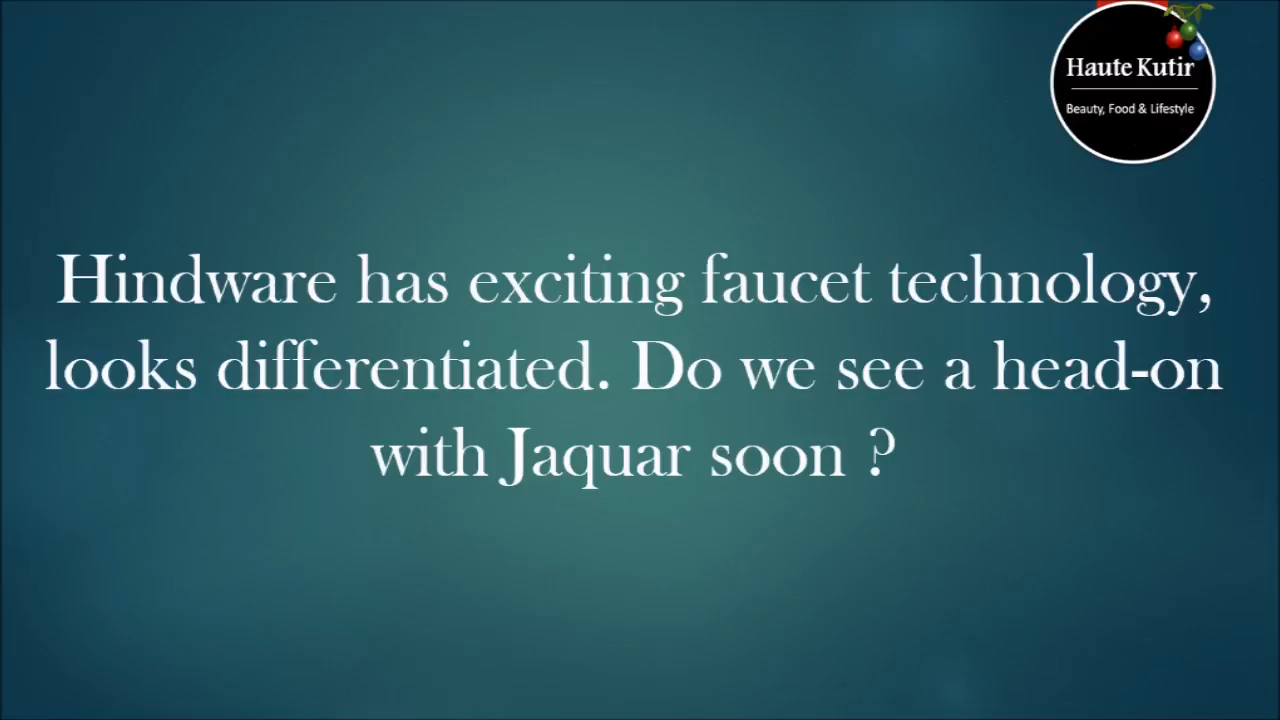 Haute Kutir
Beauty, Food & Lifestyle
Hindware has exciting faucet technology,
looks differentiated. Do we see a head-on
with Jaquar soon ?